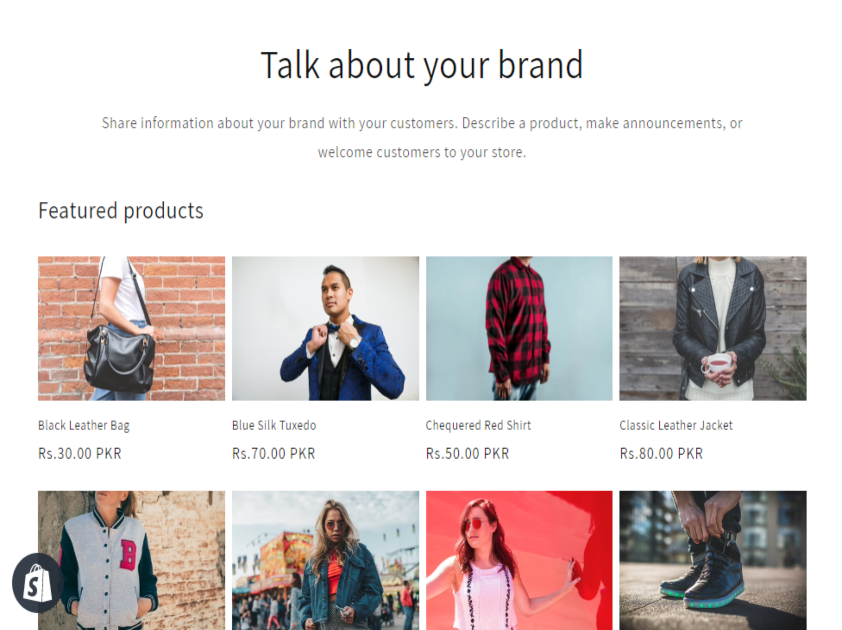 Talk about your brand
Share information about your brand with your customers. Describe a product, make announcements, or
welcome customers to your store.
Featured products
Black Leather Bag
Blue Silk Tuxedo
Chequered Red Shirt
Classic Leather Jacket
Rs.30.00 PKR
Rs.70.00 PKR
Rs.50.00 PKR
Rs.80.00 PKR
B
S